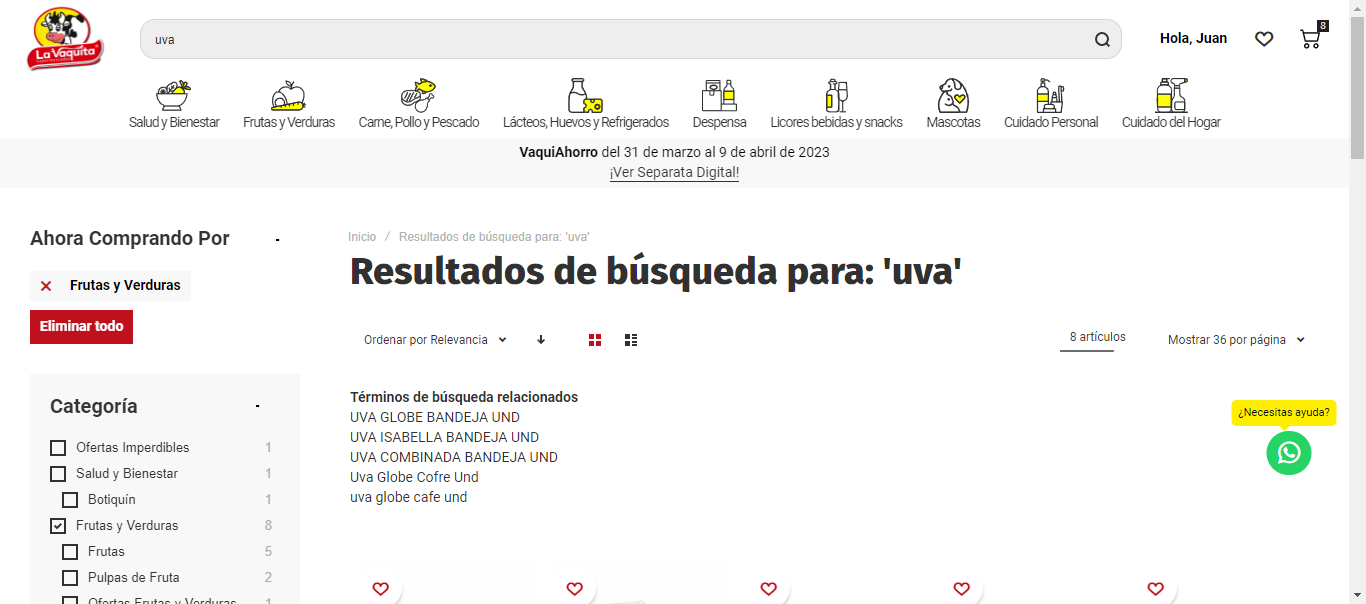 La Vaquita
uva
Hola, Juan
8
Salud y Bienestar
Frutas y Verduras
Carne, Pollo y Pescado
Lácteos, Huevos y Refrigerados
Despensa
Licores bebidas y snacks
Mascotas
Cuidado Personal
Cuidado del Hogar
VaquiAhorro del 31 de marzo al 9 de abril de 2023
¡Ver Separata Digital!
Ahora Comprando Por
Frutas y Verduras
Eliminar todo
Categoría
Ofertas Imperdibles 1
Salud y Bienestar 1
Botiquín 1
Frutas y Verduras 8
Frutas 5
Pulpas de Fruta 2
Ofertas Frutas y Verduras 1
Inicio / Resultados de búsqueda para: 'uva'
Resultados de búsqueda para: 'uva'
Ordenar por Relevancia
8 artículos
Mostrar 36 por página
Términos de búsqueda relacionados
UVA GLOBE BANDEJA UND
UVA ISABELLA BANDEJA UND
UVA COMBINADA BANDEJA UND
Uva Globe Cofre Und
uva globe cafe und
¿Necesitas ayuda?